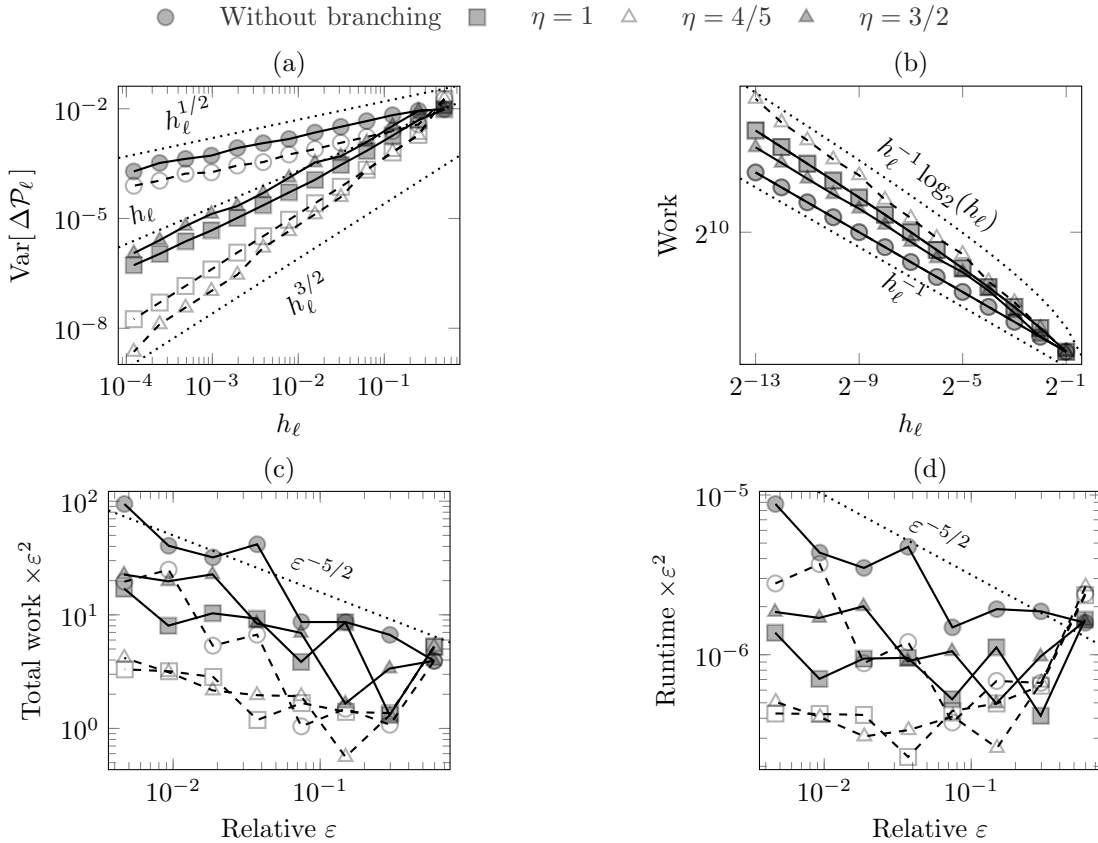 Without branching η = 1 η = 4/5 η = 3/2
(a)
Var[ ΔP_ℓ ]
10^−2
10^−5
10^−8
h_ℓ^{1/2}
h_ℓ
h_ℓ^{3/2}
10^−4 10^−3 10^−2 10^−1
h_ℓ
(b)
Work
2^10
h_ℓ^−1 log_2(h_ℓ)
h_ℓ^−1
2^−13 2^−9 2^−5 2^−1
h_ℓ
(c)
Total work ×ε^2
10^2
10^1
10^0
ε^−5/2
10^−2 10^−1
Relative ε
(d)
Runtime ×ε^2
10^−5
10^−6
ε^−5/2
10^−2 10^−1
Relative ε